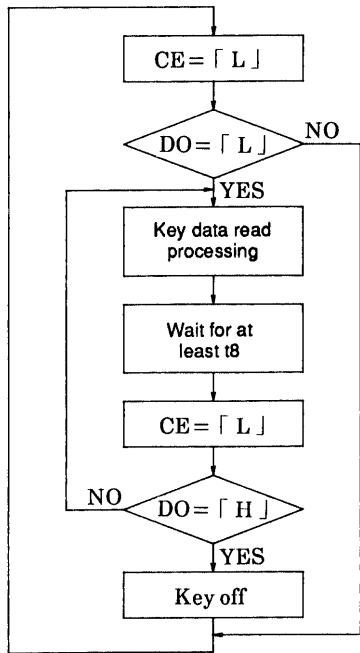 CE=「L」
DO=「L」
NO
YES
Key data read
processing
Wait for at
least t8
CE=「L」
NO
DO=「H」
YES
Key off